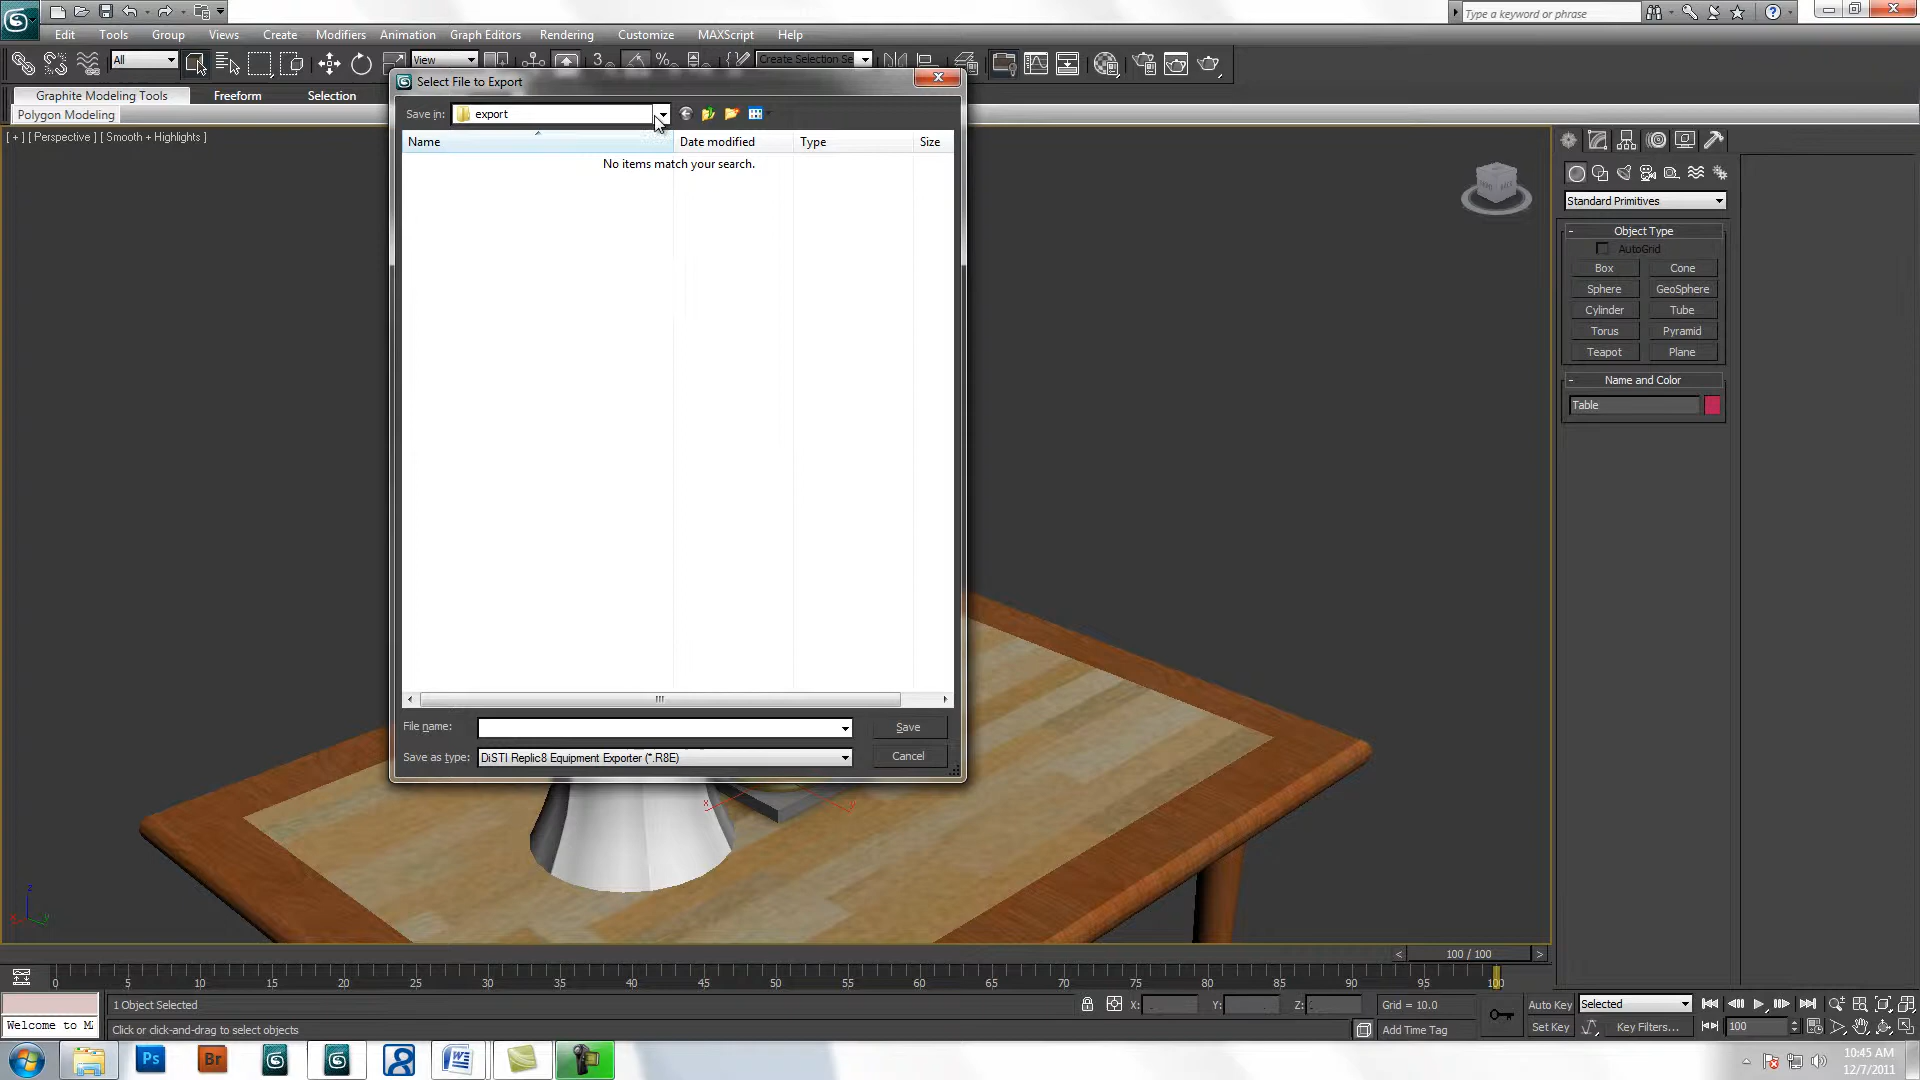 Type a keyword or phrase
Edit Tools Group Views Create Modifiers Animation Graph Editors Rendering Customize MAXScript Help
All View 3 Create Selection Se
Graphite Modeling Tools Freeform Selection
Polygon Modeling
[ + ] [ Perspective ] [ Smooth + Highlights ]
Select File to Export
Save in: export
Name Date modified Type Size
No items match your search.
File name: Save
Save as type: DiSTI Replic8 Equipment Exporter (*.R8E) Cancel
Standard Primitives
- Object Type
AutoGrid
Box Cone
Sphere GeoSphere
Cylinder Tube
Torus Pyramid
Teapot Plane
- Name and Color
Table
x y
z
x y
< 100 / 100 >
0 5 10 15 20 25 30 35 40 45 50 55 60 65 70 75 80 85 90 95 100
1 Object Selected X: Y: Z: Grid = 10.0 Auto Key Selected
Welcome to M Click or click-and-drag to select objects Add Time Tag Set Key Key Filters... 100
Ps Br
10:45 AM
12/7/2011